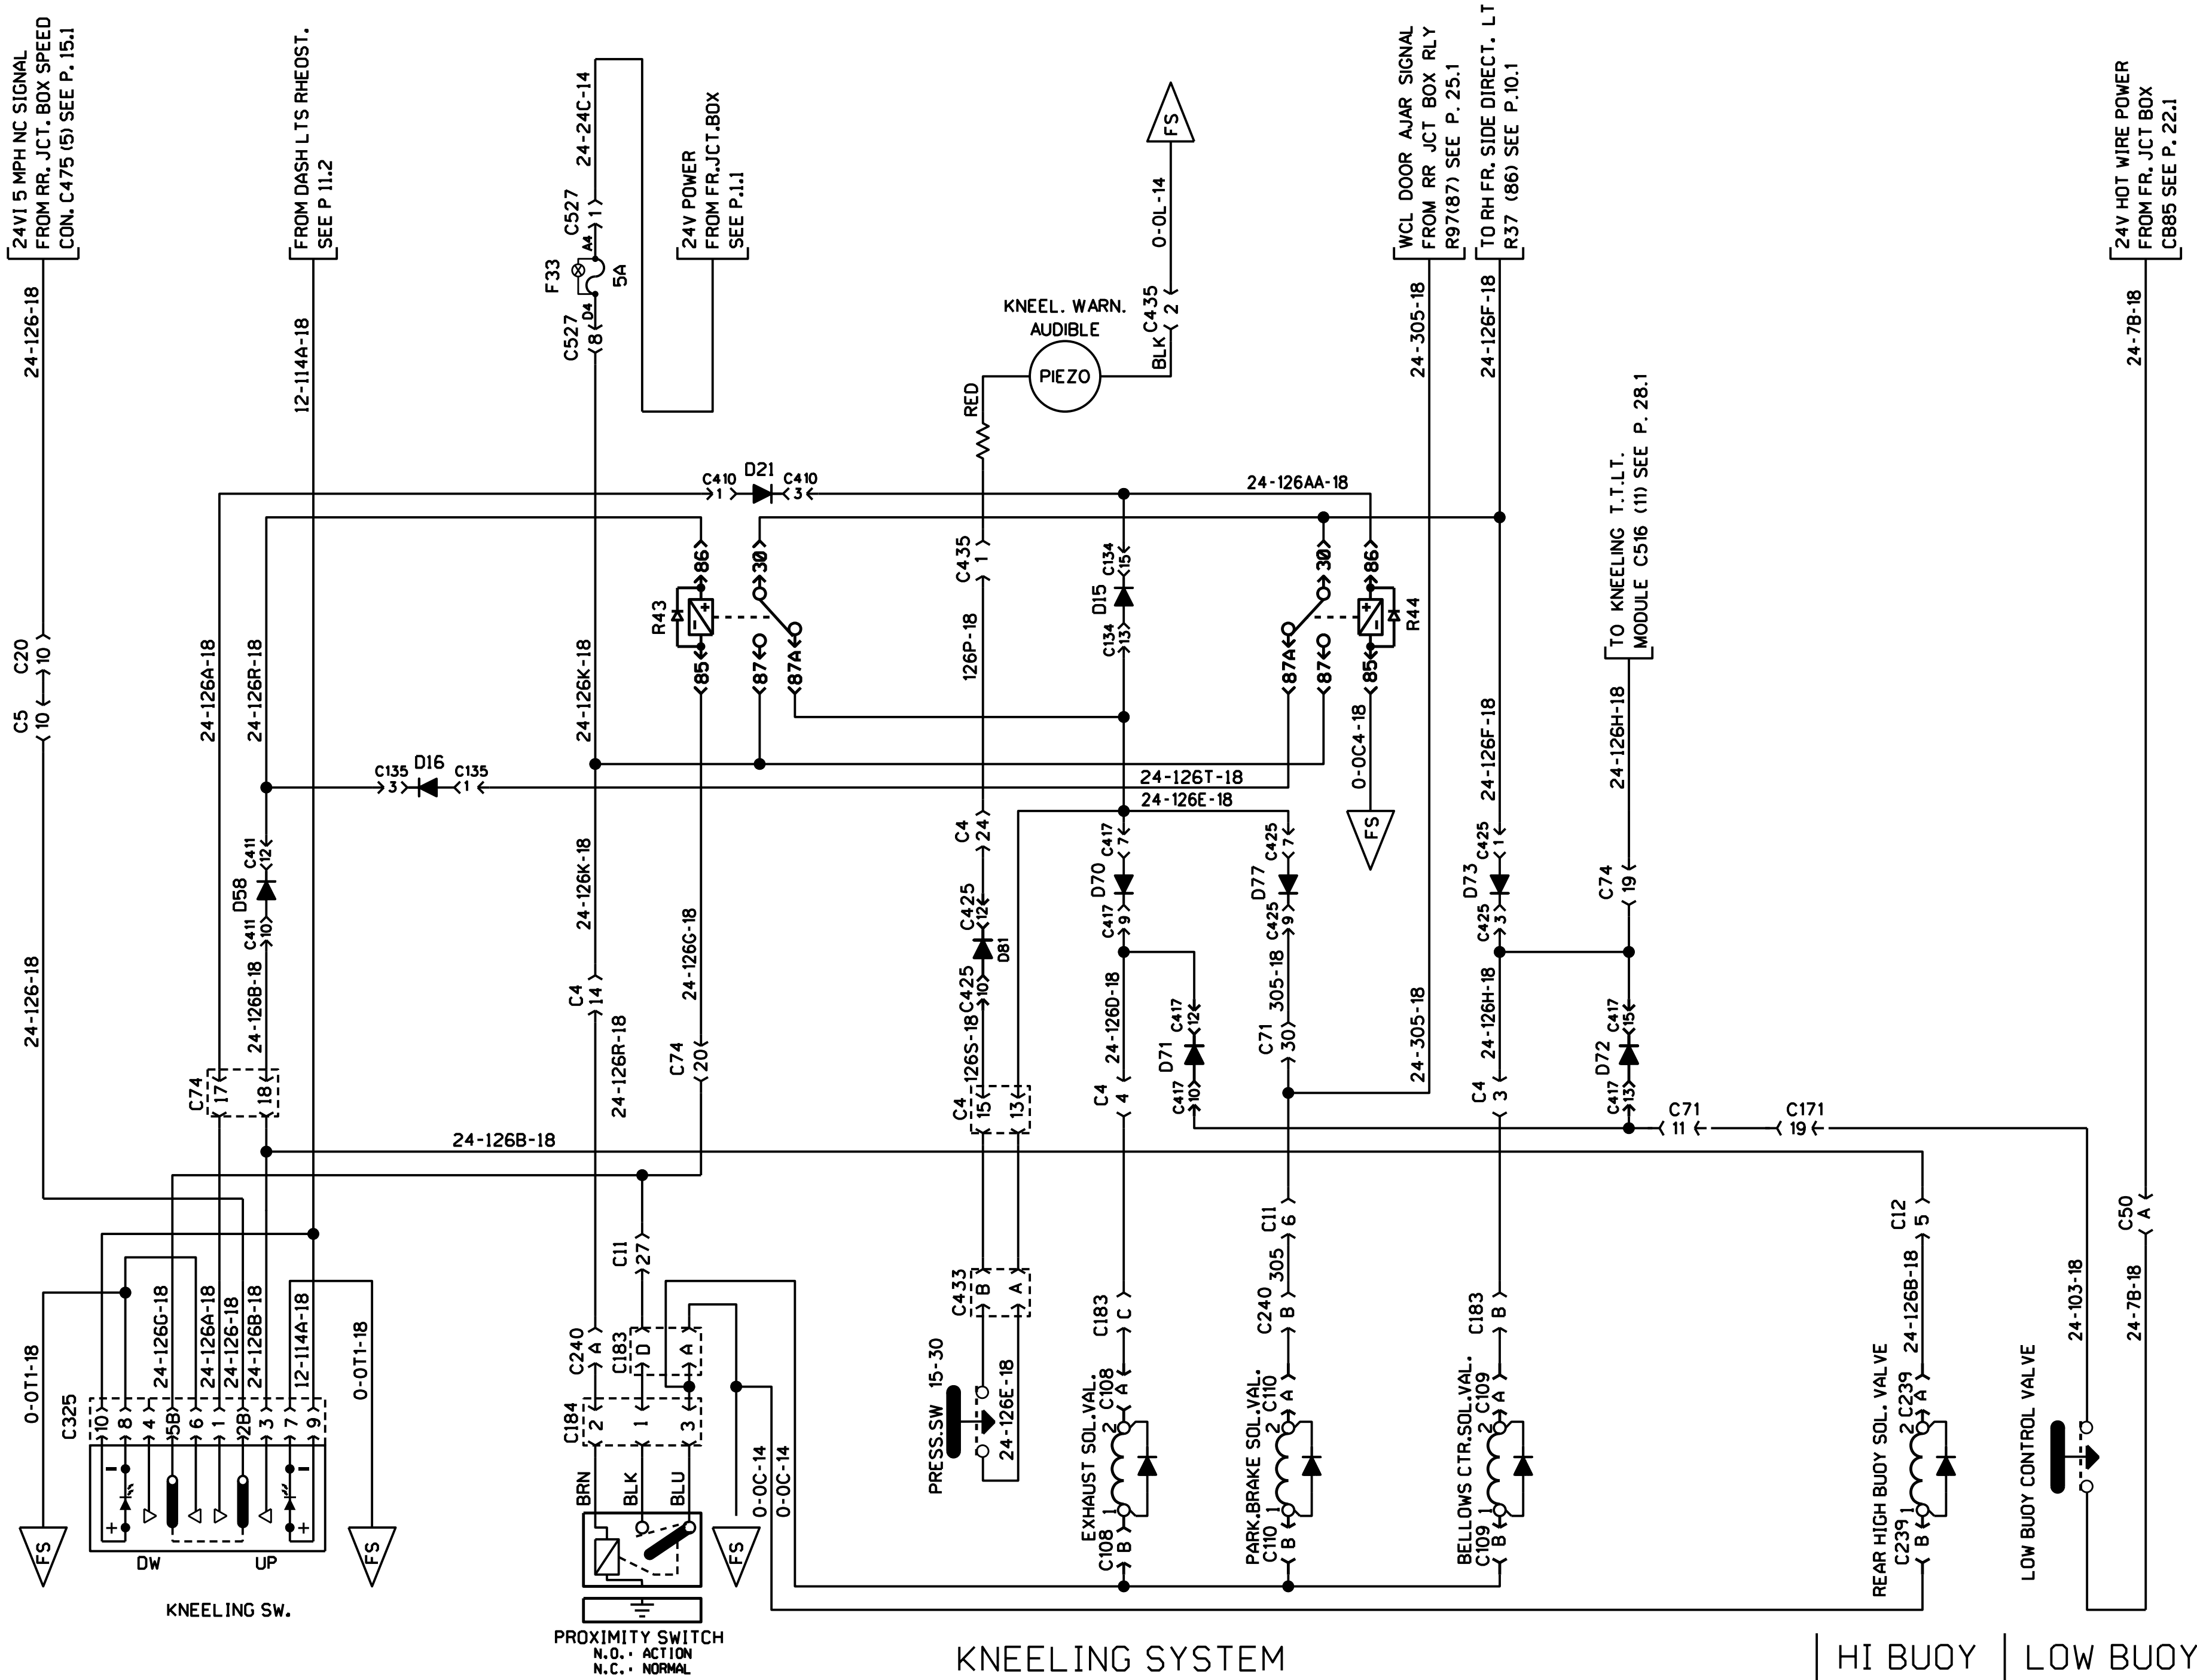 24VI 5 MPH NC SIGNAL
FROM RR. JCT. BOX SPEED
CON. C475 (5) SEE P. 15.1
FROM DASH LTS RHEOST.
SEE P 11.2
24V POWER
FROM FR.JCT.BOX
SEE P.1.1
WCL DOOR AJAR SIGNAL
FROM RR JCT BOX RLY
R97(87) SEE P. 25.1
TO RH FR. SIDE DIRECT. LT
R37 (86) SEE P.10.1
24V HOT WIRE POWER
FROM FR. JCT BOX
CB85 SEE P. 22.1
TO KNEELING T.T.LT.
MODULE C516 (11) SEE P. 28.1
24-126-18
12-114A-18
24-24C-14
C527
1
A4
F33
5A
D4
C527
8
FS
0-0L-14
KNEEL. WARN.
AUDIBLE
PIEZO
BLK
C435
2
RED
24-305-18
24-126F-18
24-7B-18
C410
1
D21
C410
3
24-126AA-18
C20
10
C5
10
24-126A-18
24-126R-18
24-126K-18
R43
86
30
85
87
87A
C435
1
126P-18
C134
15
D15
C134
13
30
86
R44
87A
87
85
0-0C4-18
FS
24-126F-18
24-126H-18
C135
3
D16
C135
1
24-126T-18
24-126E-18
24-126-18
C411
12
D58
C411
10
24-126B-18
24-126K-18
24-126G-18
C4
14
24-126R-18
C74
20
C4
24
C425
12
D81
C425
10
126S-18
C417
7
D70
C417
9
24-126D-18
C425
7
D77
C425
9
305-18
C71
30
C417
12
D71
C417
10
24-305-18
C425
1
D73
C425
3
24-126H-18
C74
19
C417
15
D72
C417
13
C74
17
18
C4
15
13
C4
4
C4
3
C71
11
C171
19
24-126B-18
C11
27
C433
B
A
C11
6
305
C12
5
24-126B-18
C50
A
24-7B-18
24-103-18
0-0T1-18
24-126G-18
24-126A-18
24-126-18
24-126B-18
12-114A-18
0-0T1-18
C325
10
8
4
5B
6
1
2B
3
7
9
FS
+
-
-
+
FS
DW
UP
KNEELING SW.
C240
A
C183
D
A
C184
2
1
3
BRN
BLK
BLU
FS
0-0C-14
0-0C-14
PROXIMITY SWITCH
N.O.: ACTION
N.C.: NORMAL
PRESS.SW 15-30
24-126E-18
C183
C
C108
A
2
EXHAUST SOL.VAL.
1
C108
B
C240
B
C110
A
2
PARK.BRAKE SOL.VAL.
1
C110
B
C183
B
C109
A
2
BELLOWS CTR.SOL.VAL.
1
C109
B
C239
A
2
REAR HIGH BUOY SOL. VALVE
1
C239
B
LOW BUOY CONTROL VALVE
KNEELING SYSTEM
HI BUOY
LOW BUOY